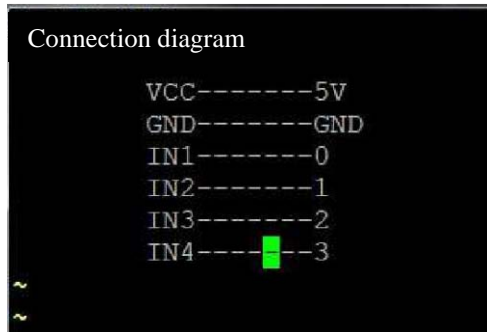 Connection diagram
VCC-------5V
GND-------GND
IN1-------0
IN2-------1
IN3-------2
IN4-------3
~
~